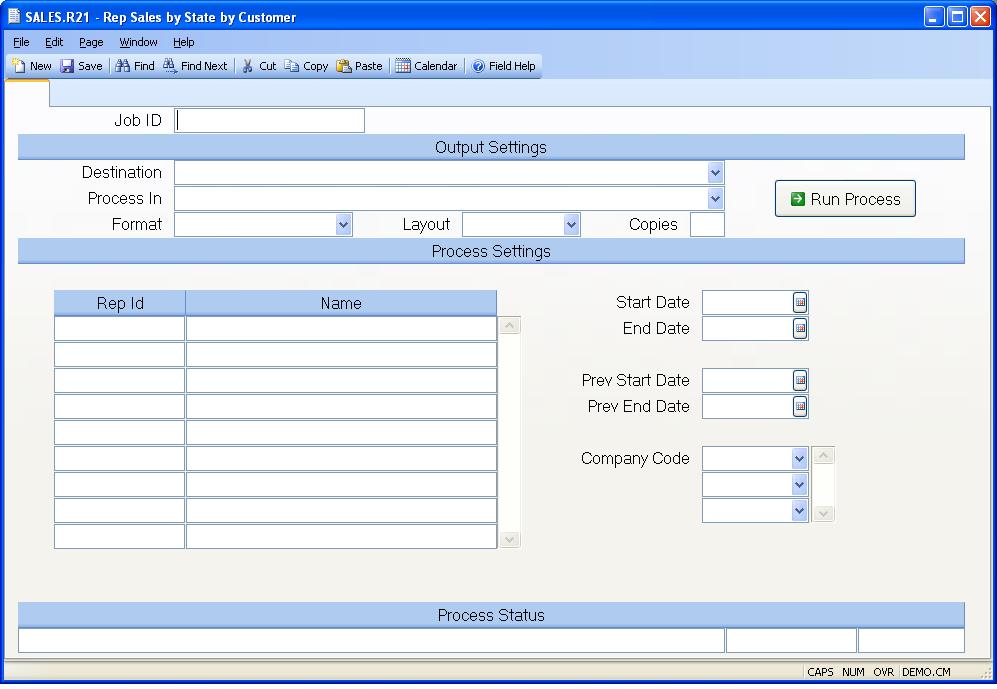 SALES.R21 - Rep Sales by State by Customer
File Edit Page Window Help
New Save Find Find Next Cut Copy Paste Calendar Field Help
Job ID
Output Settings
Destination
Process In
Run Process
Format Layout Copies
Process Settings
Rep Id Name
Start Date
End Date
Prev Start Date
Prev End Date
Company Code
Process Status
CAPS NUM OVR DEMO.CM